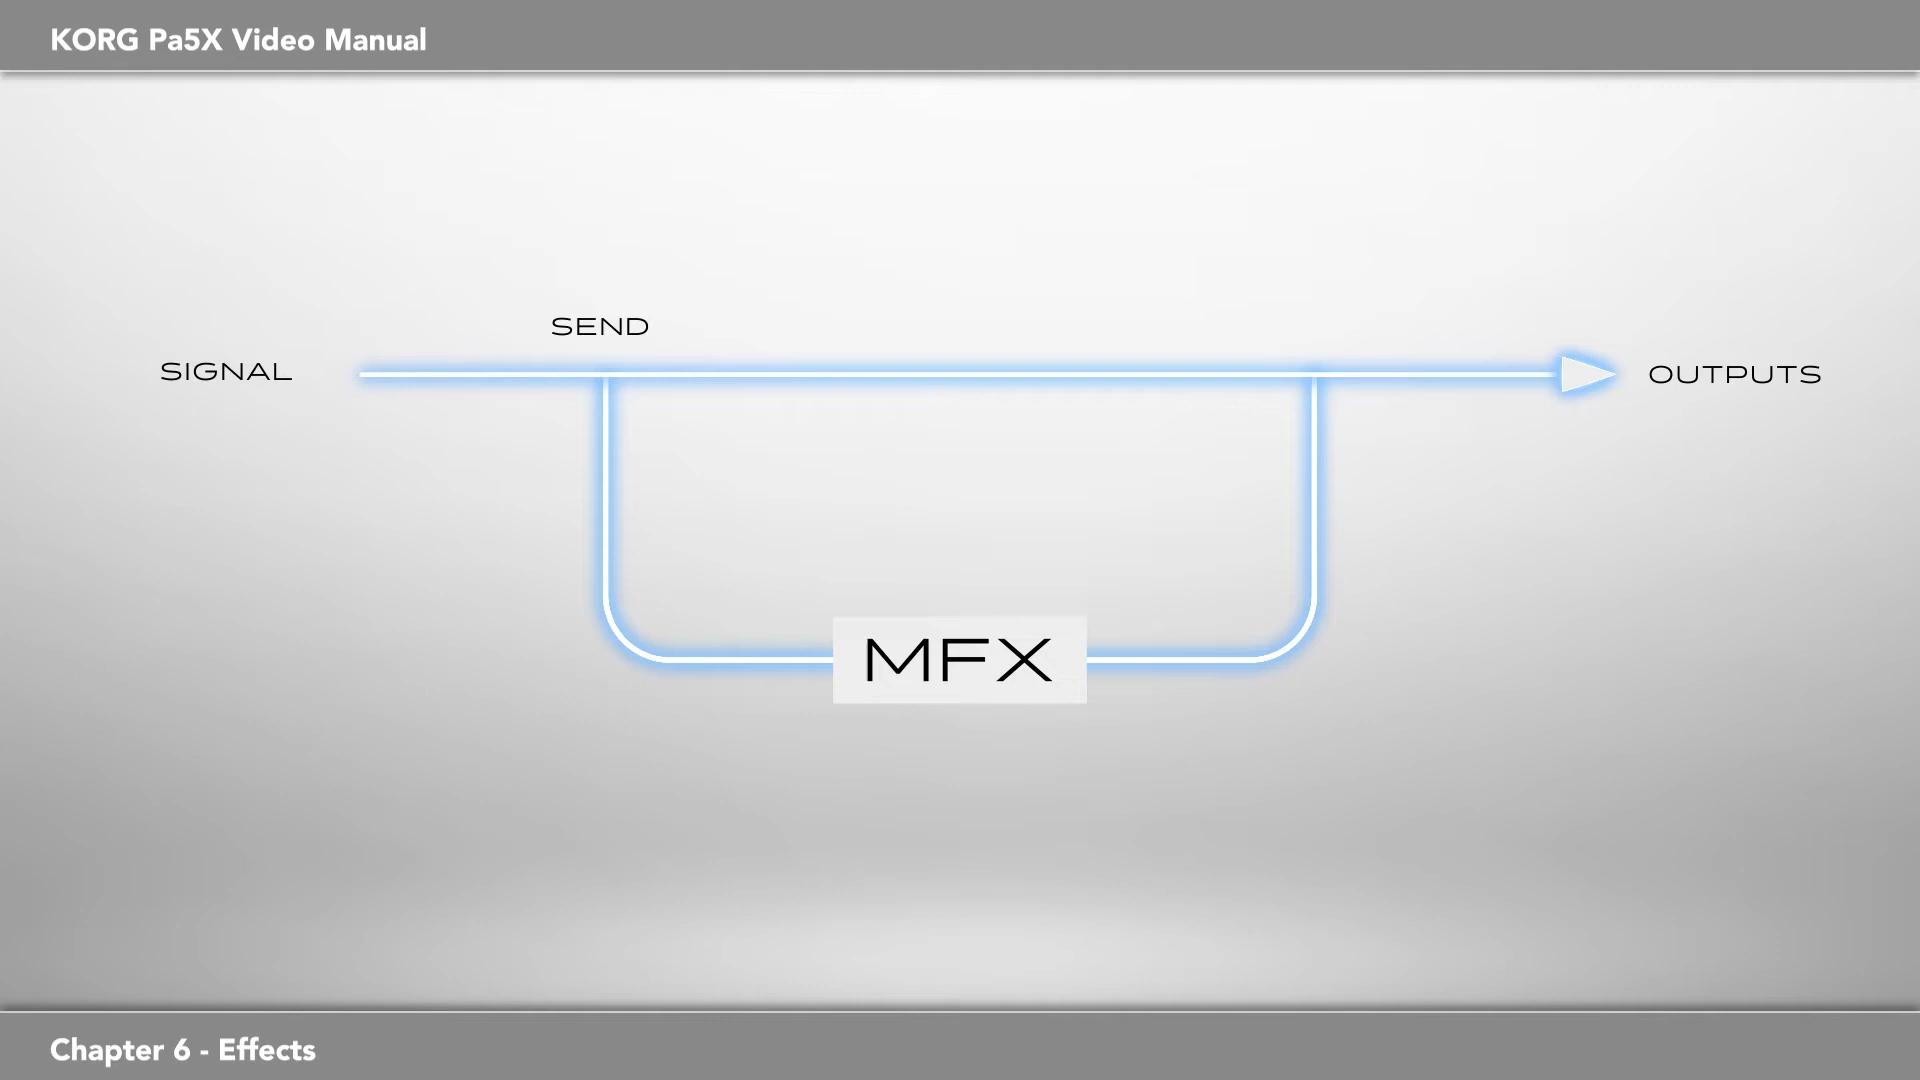 KORG Pa5X Video Manual
SEND
SIGNAL
OUTPUTS
MFX
Chapter 6 - Effects